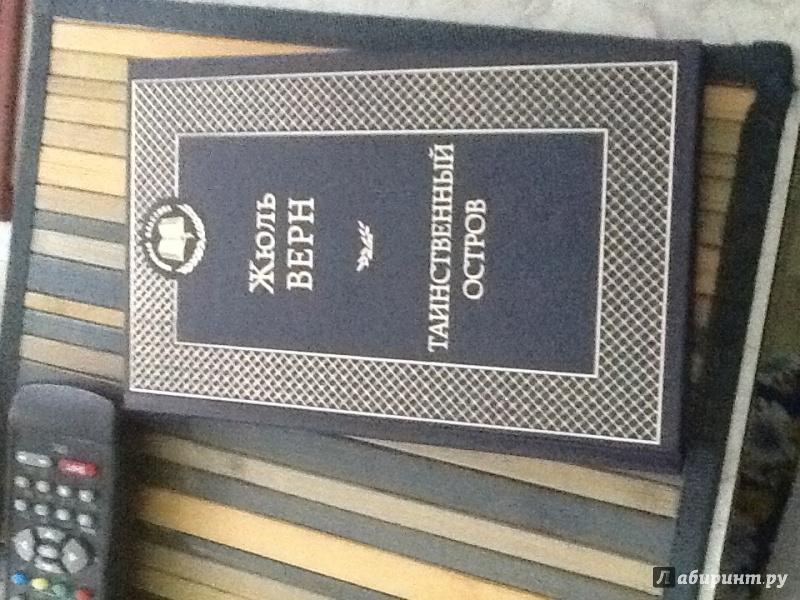 Жюль
ВЕРН
ТАИНСТВЕННЫЙ
ОСТРОВ
Лабиринт.ру